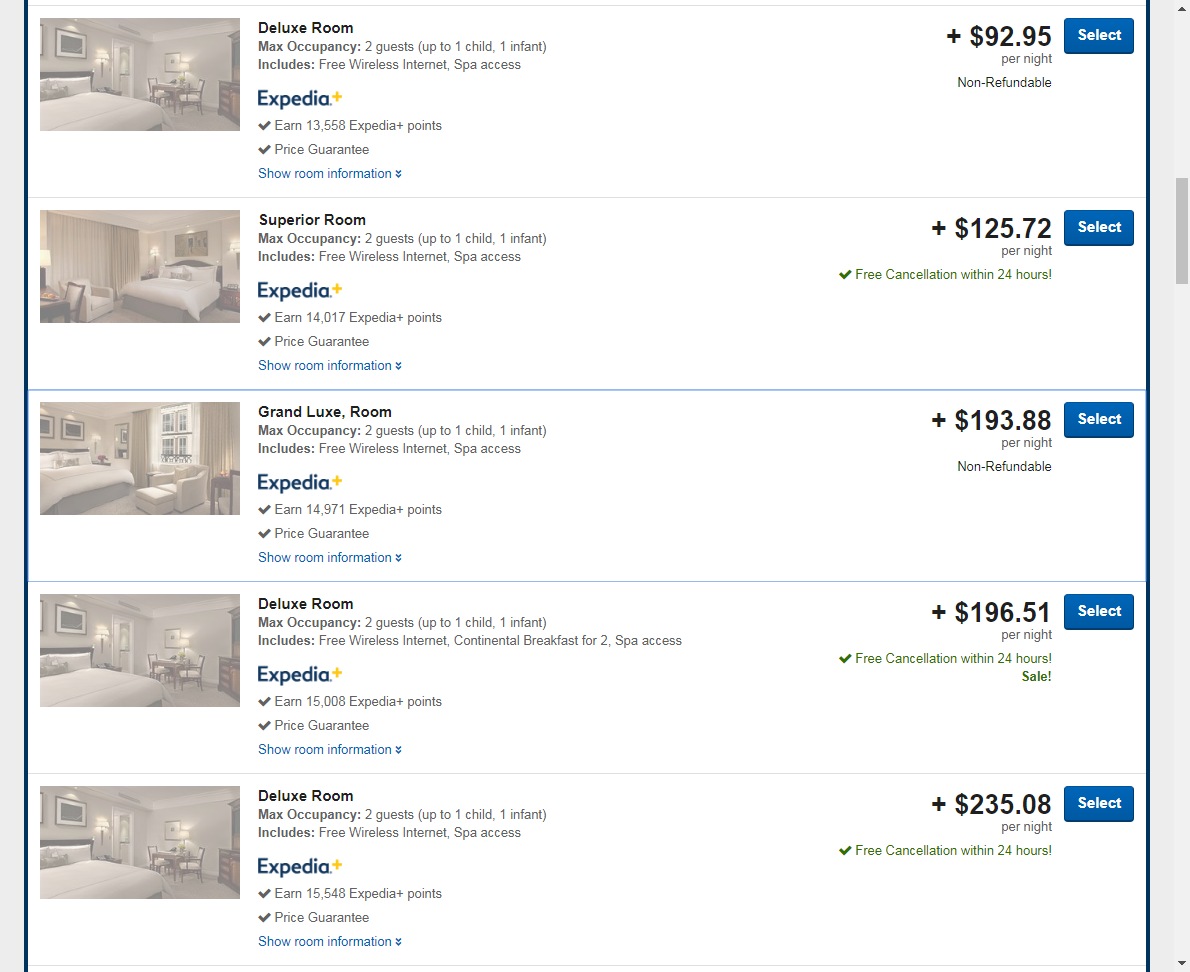 Deluxe Room
Max Occupancy: 2 guests (up to 1 child, 1 infant)
Includes: Free Wireless Internet, Spa access
Expedia.+
Earn 13,558 Expedia+ points
Price Guarantee
Show room information
+ $92.95
per night
Non-Refundable
Select
Superior Room
Max Occupancy: 2 guests (up to 1 child, 1 infant)
Includes: Free Wireless Internet, Spa access
Expedia.+
Earn 14,017 Expedia+ points
Price Guarantee
Show room information
+ $125.72
per night
Free Cancellation within 24 hours!
Select
Grand Luxe, Room
Max Occupancy: 2 guests (up to 1 child, 1 infant)
Includes: Free Wireless Internet, Spa access
Expedia.+
Earn 14,971 Expedia+ points
Price Guarantee
Show room information
+ $193.88
per night
Non-Refundable
Select
Deluxe Room
Max Occupancy: 2 guests (up to 1 child, 1 infant)
Includes: Free Wireless Internet, Continental Breakfast for 2, Spa access
Expedia.+
Earn 15,008 Expedia+ points
Price Guarantee
Show room information
+ $196.51
per night
Free Cancellation within 24 hours!
Sale!
Select
Deluxe Room
Max Occupancy: 2 guests (up to 1 child, 1 infant)
Includes: Free Wireless Internet, Spa access
Expedia.+
Earn 15,548 Expedia+ points
Price Guarantee
Show room information
+ $235.08
per night
Free Cancellation within 24 hours!
Select